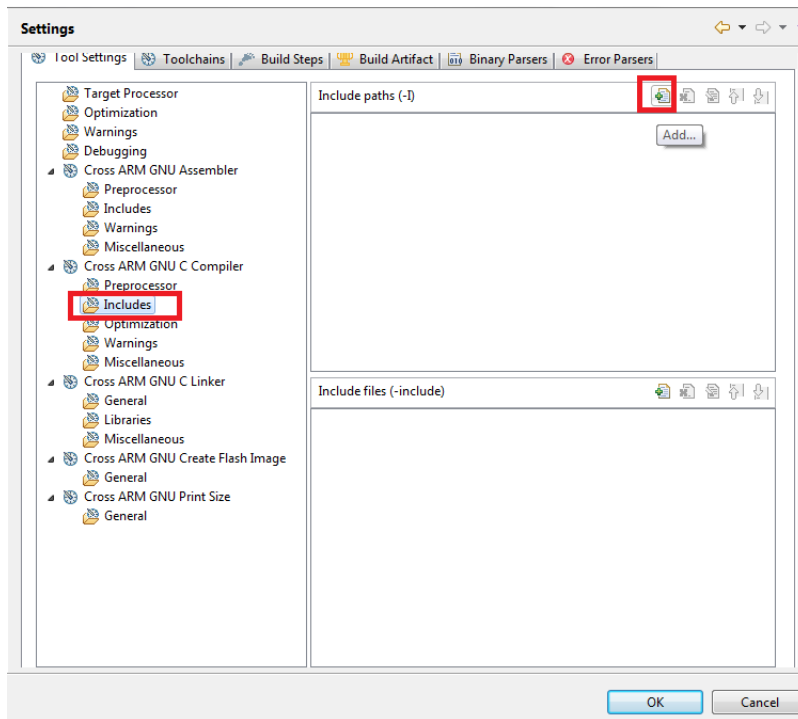 Settings
Tool Settings Toolchains Build Steps Build Artifact Binary Parsers Error Parsers
Target Processor
Optimization
Warnings
Debugging
Cross ARM GNU Assembler
Preprocessor
Includes
Warnings
Miscellaneous
Cross ARM GNU C Compiler
Preprocessor
Includes
Optimization
Warnings
Miscellaneous
Cross ARM GNU C Linker
General
Libraries
Miscellaneous
Cross ARM GNU Create Flash Image
General
Cross ARM GNU Print Size
General
Include paths (-I)
Add...
Include files (-include)
OK Cancel